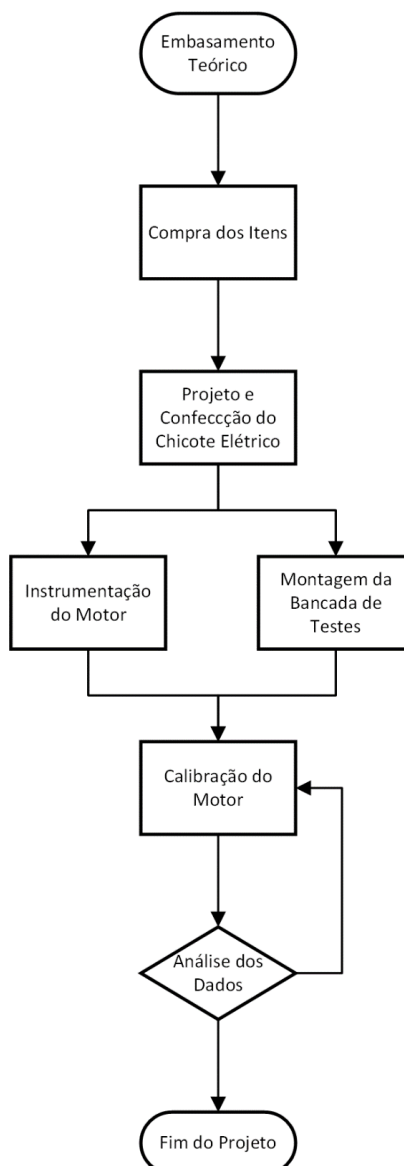 Embasamento
Teórico
Compra dos Itens
Projeto e
Confeccção do
Chicote Elétrico
Instrumentação
do Motor
Montagem da
Bancada de
Testes
Calibração do
Motor
Análise dos
Dados
Fim do Projeto